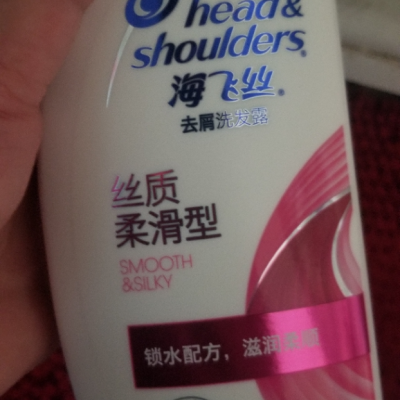 head &
shoulders®
海飞丝®
去屑洗发露
丝质
柔滑型
SMOOTH
&SILKY
锁水配方，滋润柔顺